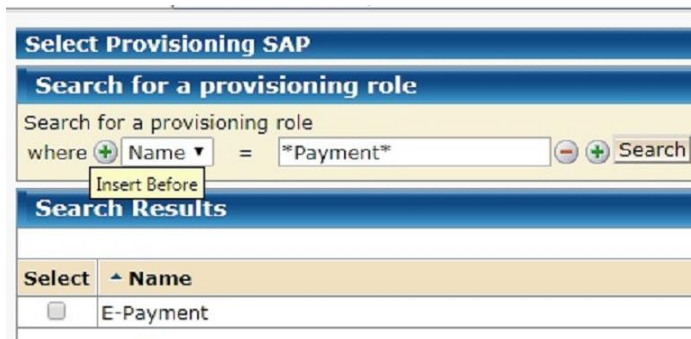 Select Provisioning SAP
Search for a provisioning role
Search for a provisioning role
where Name = *Payment* Search
Insert Before
Search Results
Select Name
E-Payment